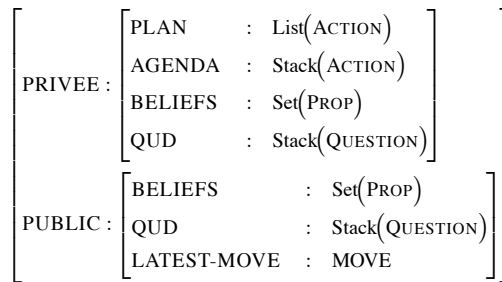 PLAN : List(ACTION)
AGENDA : Stack(ACTION)
PRIVEE :
BELIEFS : Set(PROP)
QUD : Stack(QUESTION)
BELIEFS : Set(PROP)
PUBLIC : QUD : Stack(QUESTION)
LATEST-MOVE : MOVE